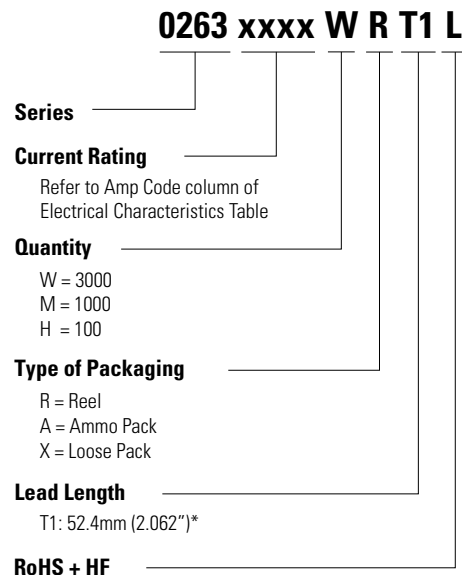 0263 xxxx W R T1 L
Series
Current Rating
Refer to Amp Code column of
Electrical Characteristics Table
Quantity
W = 3000
M = 1000
H = 100
Type of Packaging
R = Reel
A = Ammo Pack
X = Loose Pack
Lead Length
T1: 52.4mm (2.062”)*
RoHS + HF